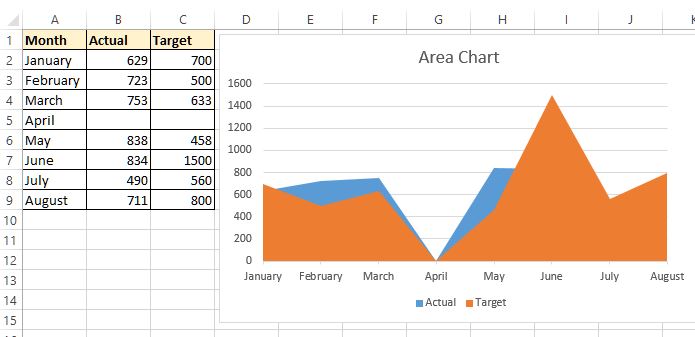 A B C D E F G H I J K
1 Month Actual Target
2 January 629 700
3 February 723 500
4 March 753 633
5 April
6 May 838 458
7 June 834 1500
8 July 490 560
9 August 711 800
10
11
12
13
14
15
Area Chart
1600
1400
1200
1000
800
600
400
200
0
January February March April May June July August
Actual Target